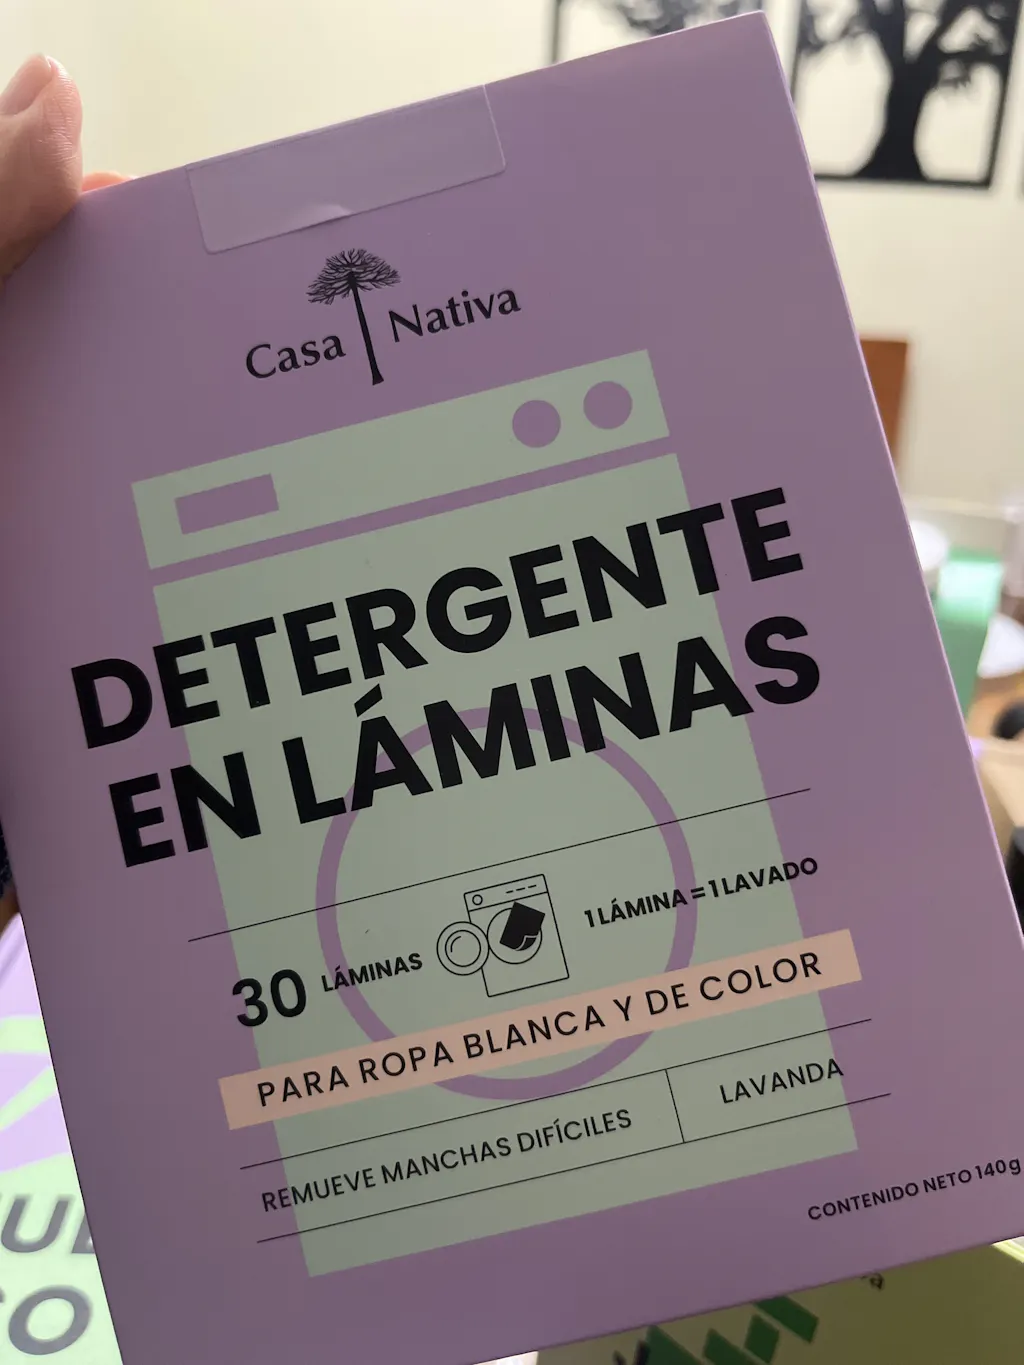 Casa Nativa
DETERGENTE
EN LÁMINAS
30 LÁMINAS
1 LÁMINA = 1 LAVADO
PARA ROPA BLANCA Y DE COLOR
REMUEVE MANCHAS DIFÍCILES
LAVANDA
CONTENIDO NETO 140g